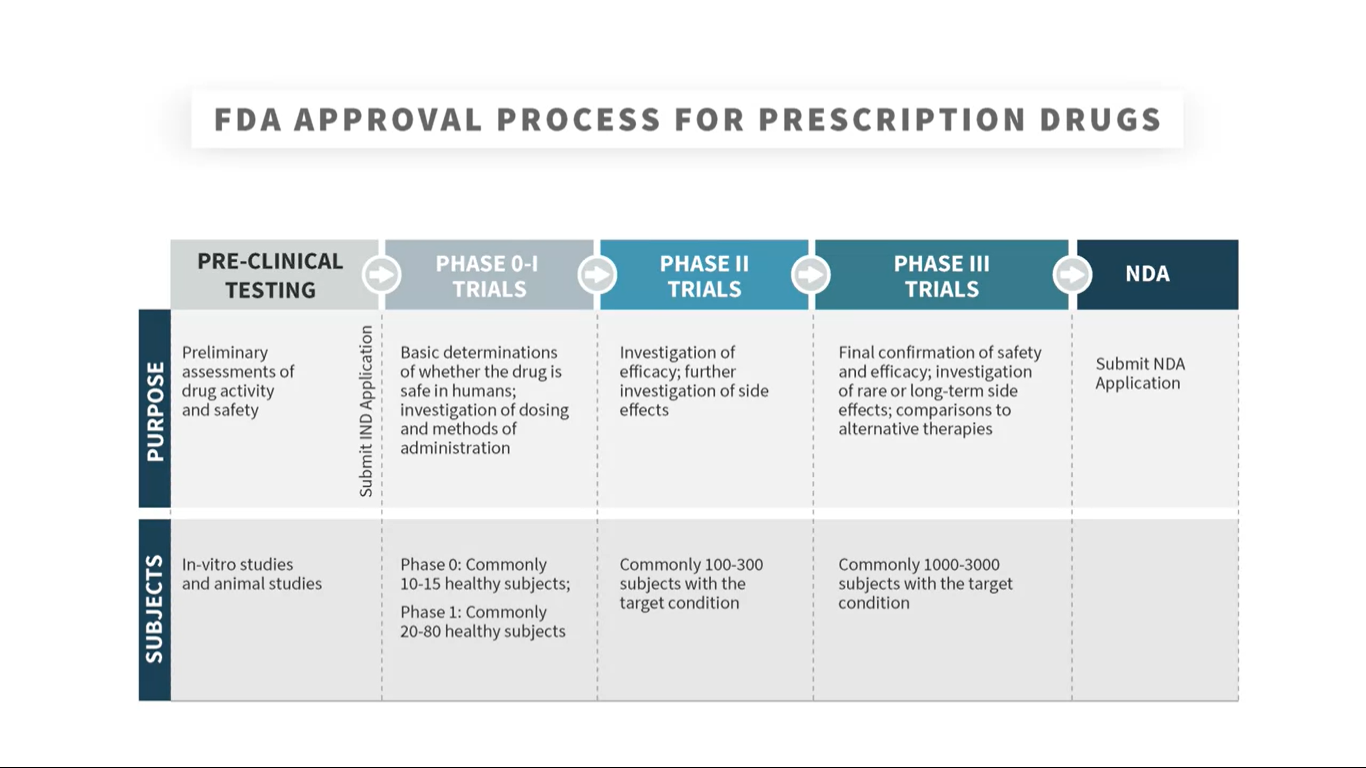 FDA APPROVAL PROCESS FOR PRESCRIPTION DRUGS
PRE-CLINICAL
TESTING
PHASE 0-I
TRIALS
PHASE II
TRIALS
PHASE III
TRIALS
NDA
PURPOSE
Preliminary
assessments of
drug activity
and safety
Submit IND Application
Basic determinations
of whether the drug is
safe in humans;
investigation of dosing
and methods of
administration
Investigation of
efficacy; further
investigation of side
effects
Final confirmation of safety
and efficacy; investigation
of rare or long-term side
effects; comparisons to
alternative therapies
Submit NDA
Application
SUBJECTS
In-vitro studies
and animal studies
Phase 0: Commonly
10-15 healthy subjects;
Phase 1: Commonly
20-80 healthy subjects
Commonly 100-300
subjects with the
target condition
Commonly 1000-3000
subjects with the target
condition